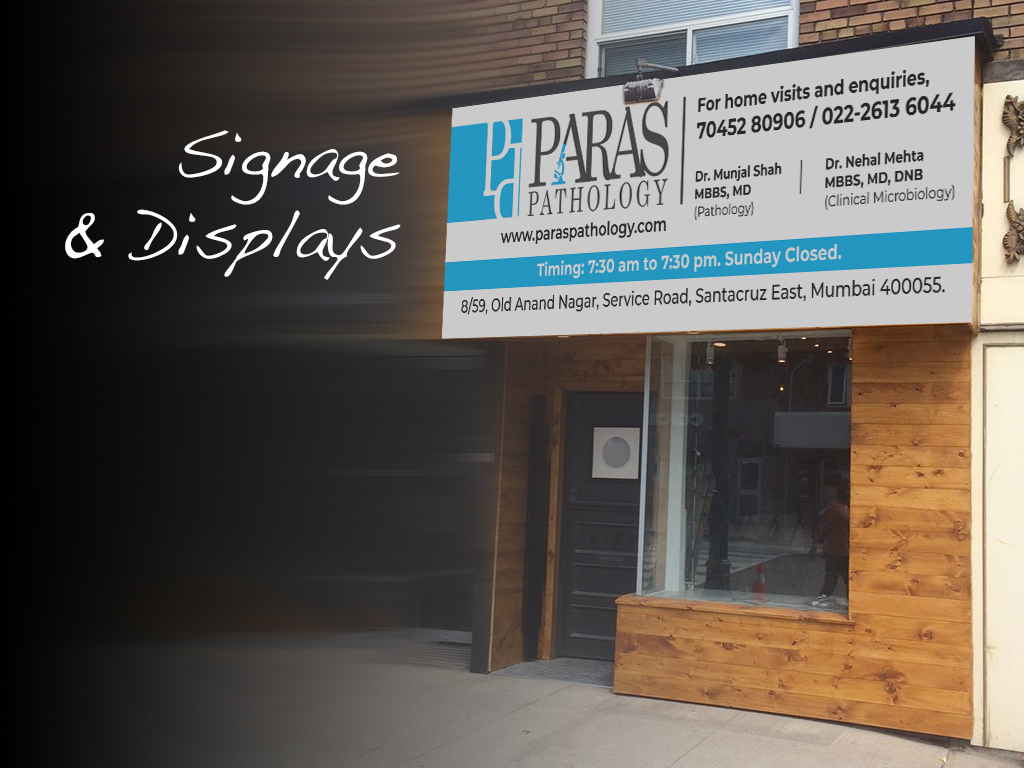 Signage
& Displays
PARAS
PATHOLOGY
www.paraspathology.com
For home visits and enquiries,
70452 80906 / 022-2613 6044
Dr. Munjal Shah
MBBS, MD
(Pathology)
Dr. Nehal Mehta
MBBS, MD, DNB
(Clinical Microbiology)
Timing: 7:30 am to 7:30 pm. Sunday Closed.
8/59, Old Anand Nagar, Service Road, Santacruz East, Mumbai 400055.